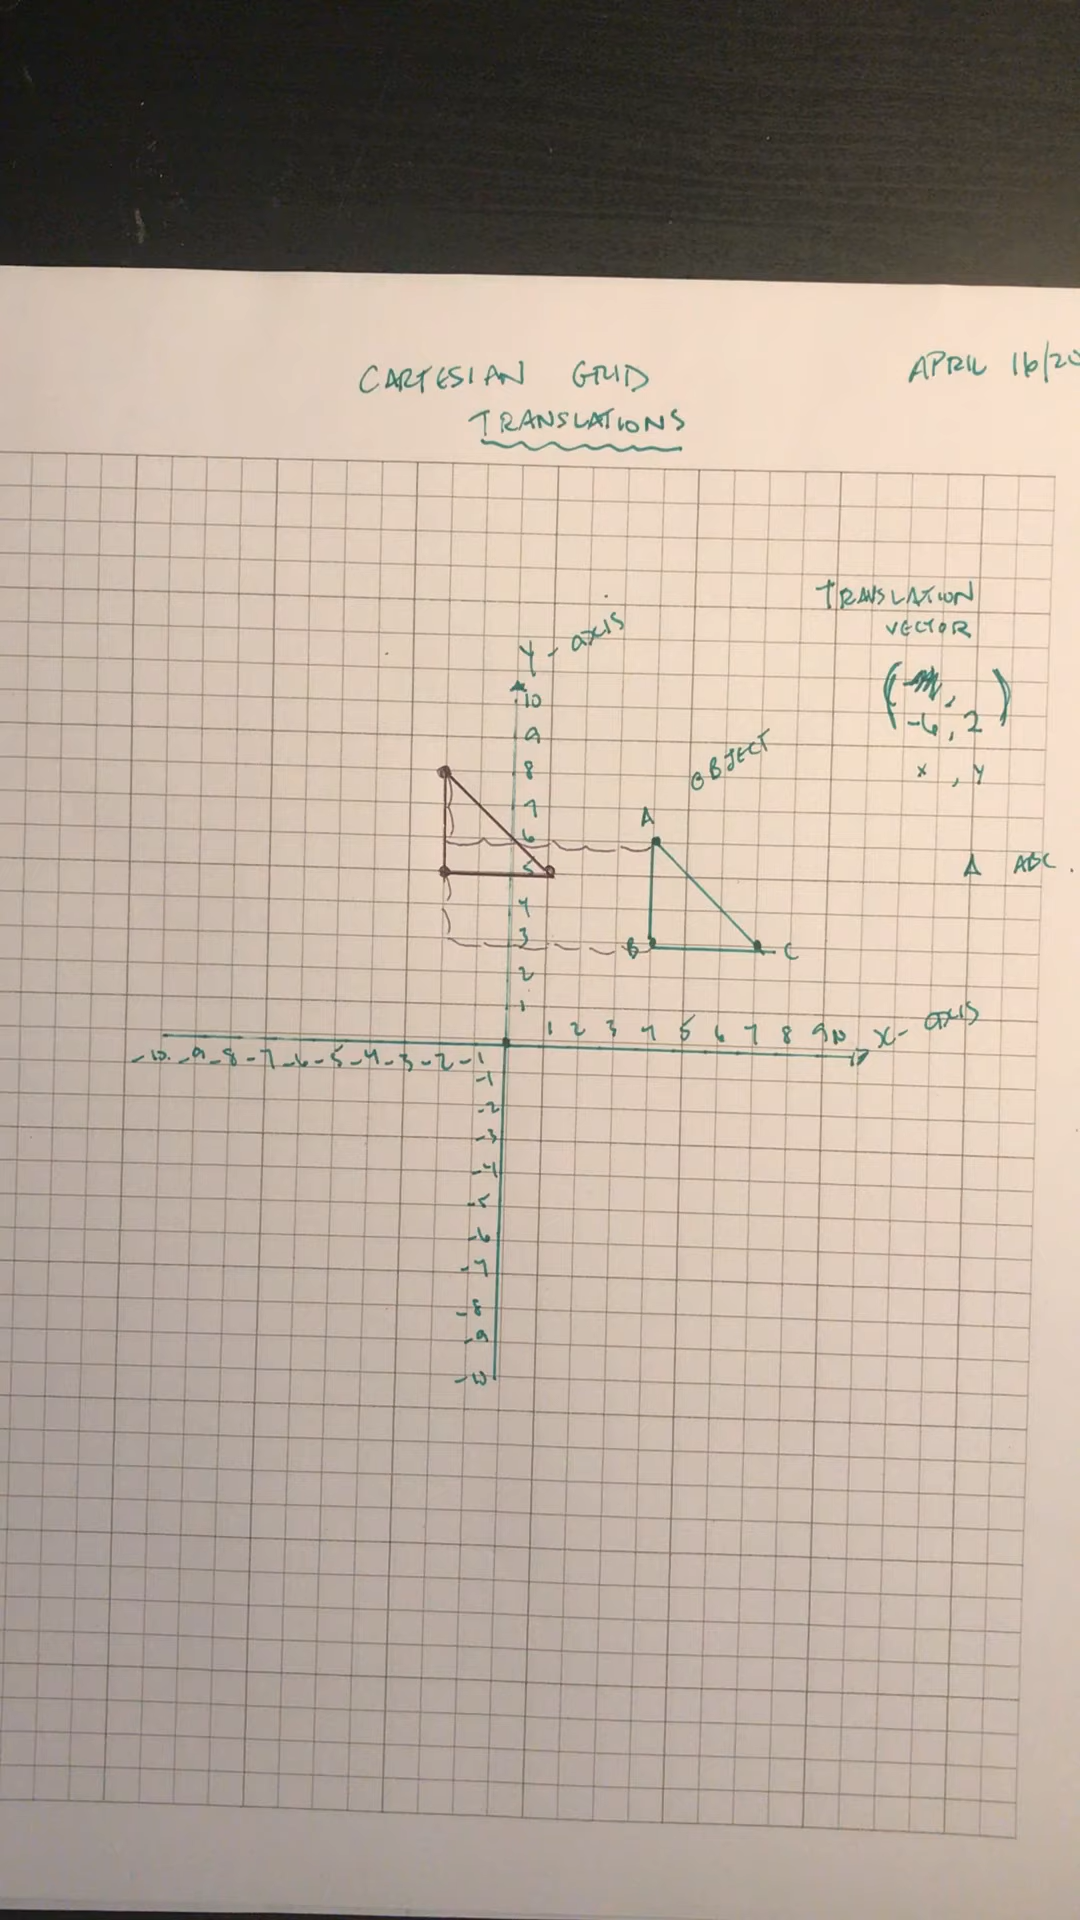 CARTESIAN GRID
APRIL 16/20
TRANSLATIONS
TRANSLATION
VECTOR
(
-6, 2 )
x , y
Y - axis
10
9
8
7
6
5
4
3
2
1
OBJECT
A
B
C
ABC.
1 2 3 4 5 6 7 8 9 10 x - axis
-10 -9 -8 -7 -6 -5 -4 -3 -2 -1
-1
-2
-3
-4
-5
-6
-7
-8
-9
-10